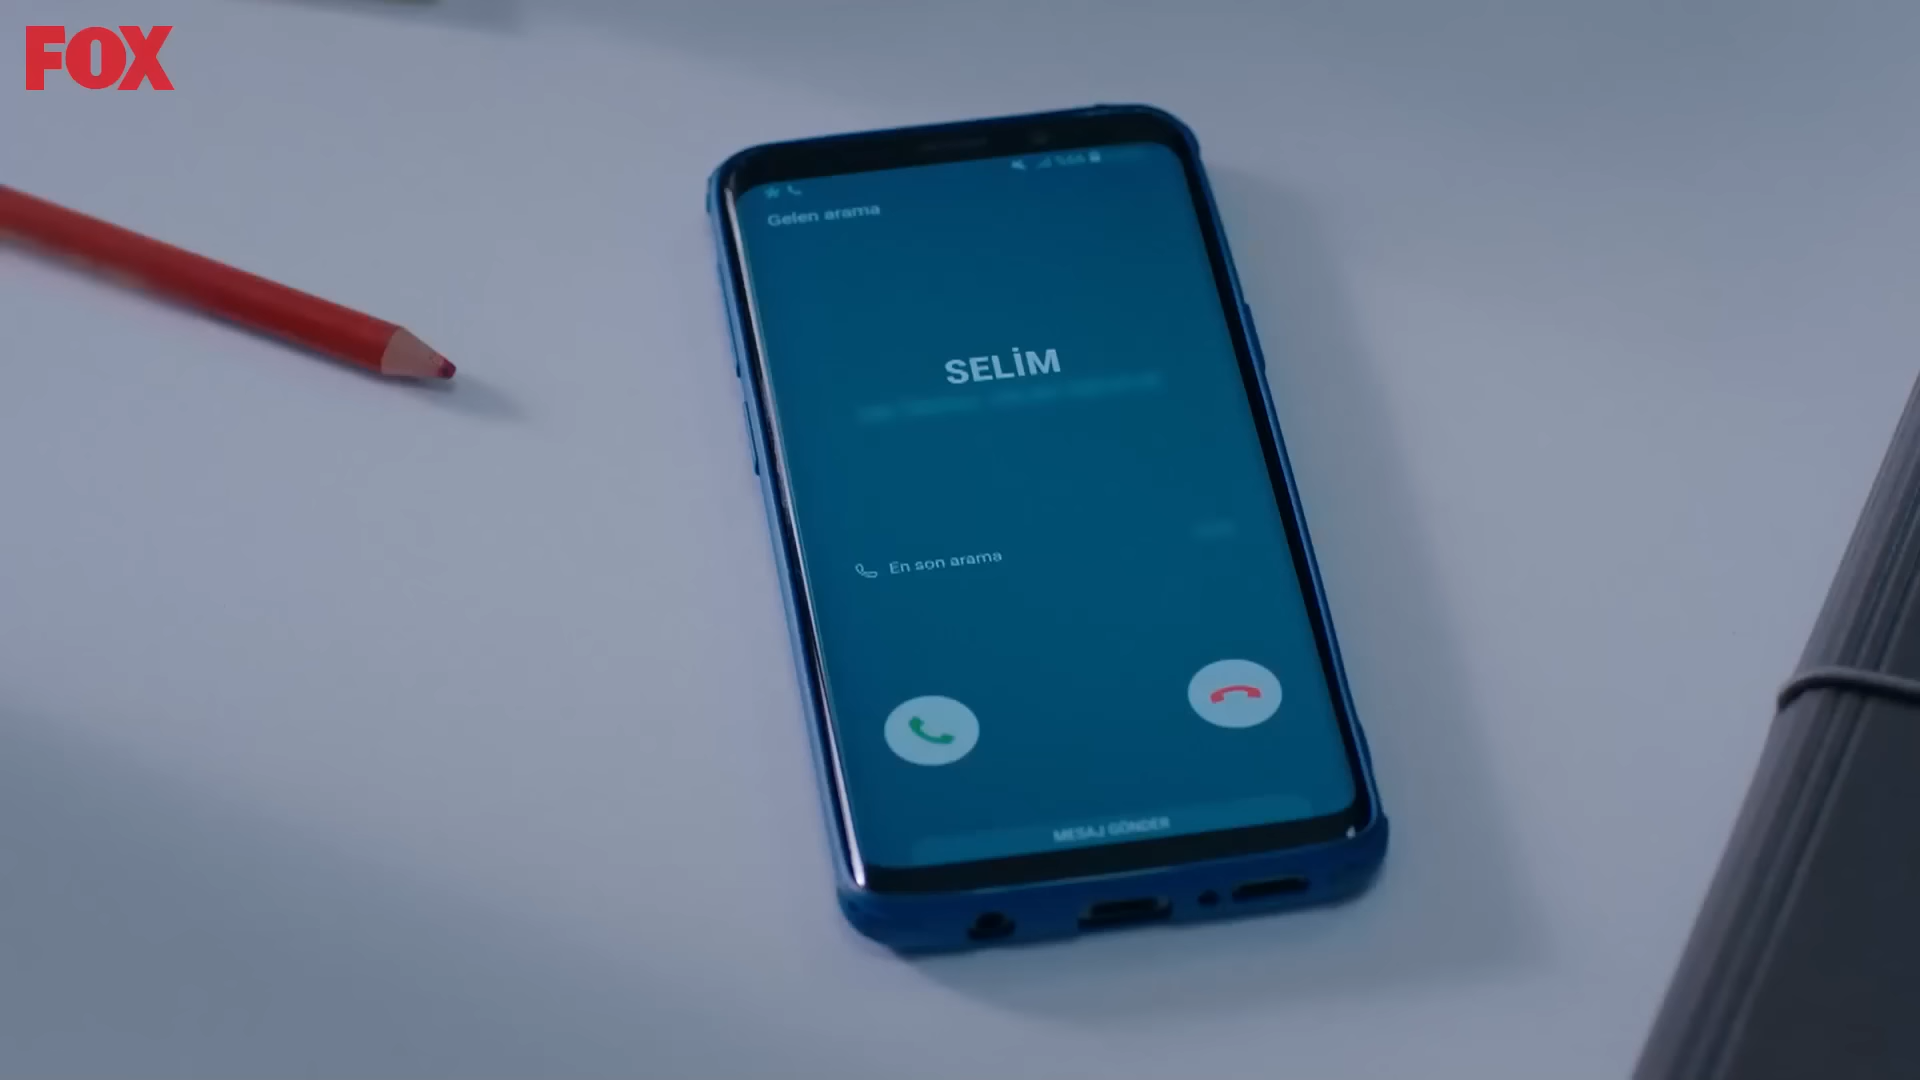 FOX
Gelen arama
SELİM
En son arama
MESAJ GÖNDER